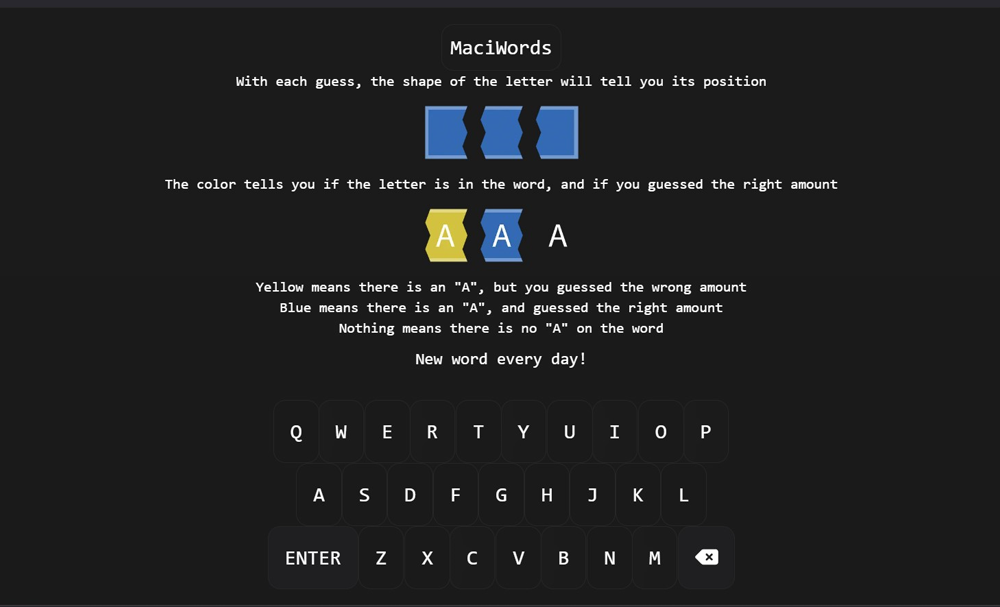 MaciWords
With each guess, the shape of the letter will tell you its position
The color tells you if the letter is in the word, and if you guessed the right amount
A A A
Yellow means there is an "A", but you guessed the wrong amount
Blue means there is an "A", and guessed the right amount
Nothing means there is no "A" on the word
New word every day!
Q W E R T Y U I O P
A S D F G H J K L
ENTER Z X C V B N M